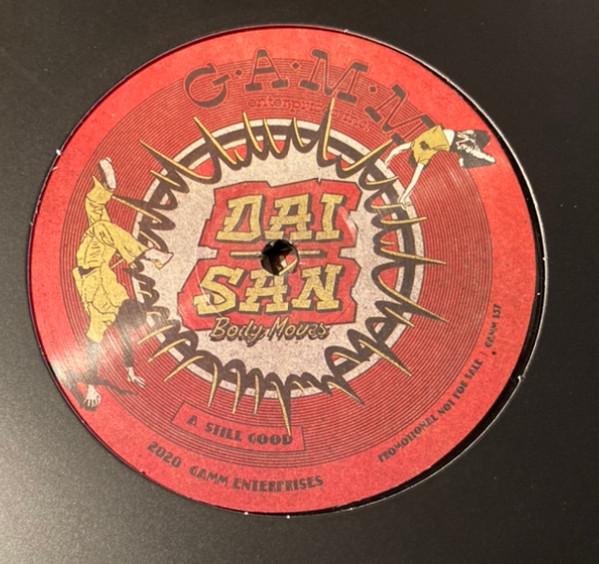 G·A·M·M
enterprises
DAI
SAN
Body Moves
A STILL GOOD
2020 GAMM ENTERPRISES
PROMOTIONAL NOT FOR SALE • GAMM 157